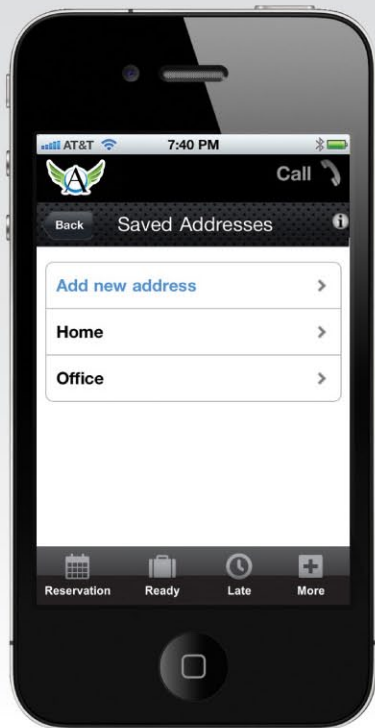 AT&T 7:40 PM
A
Call
Back Saved Addresses i
Add new address
Home
Office
Reservation Ready Late More